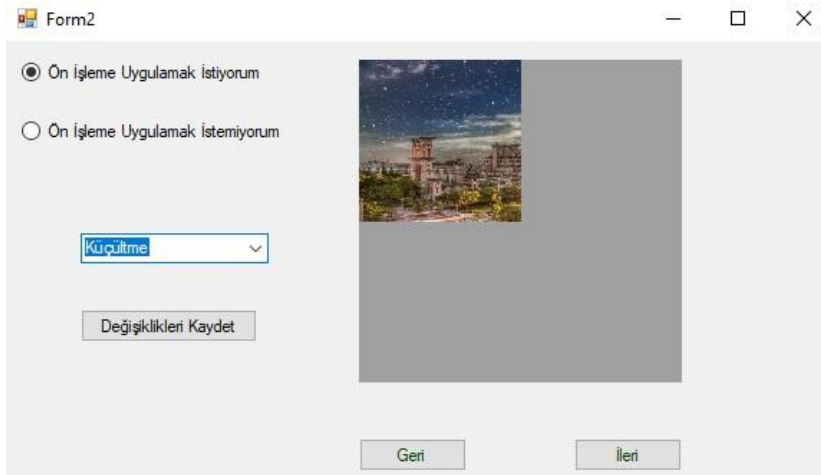 Form2
Ön İşleme Uygulamak İstiyorum
Ön İşleme Uygulamak İstemiyorum
Küçültme
Değişiklikleri Kaydet
Geri
İleri